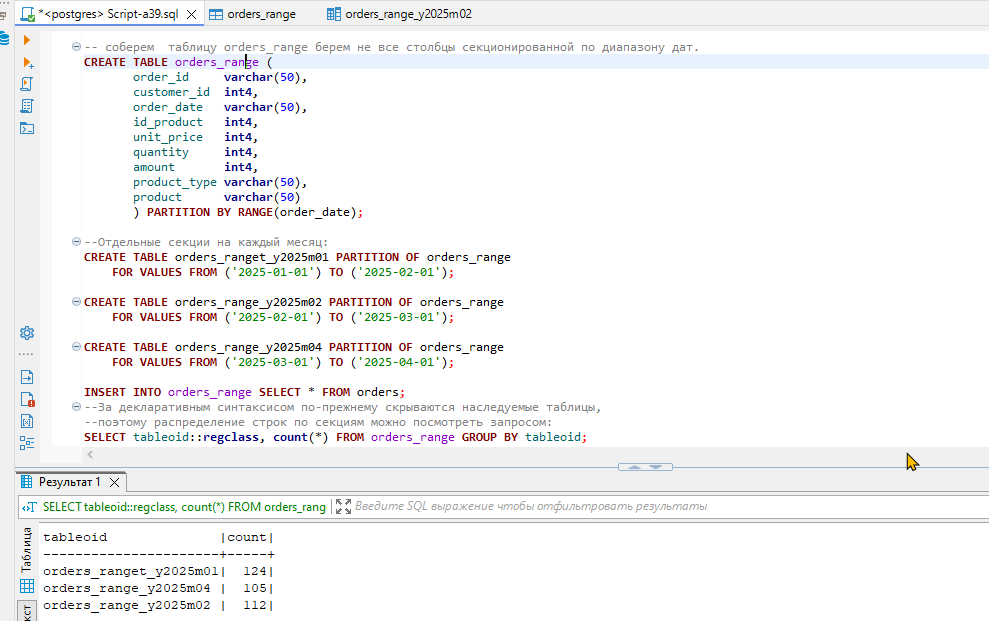 *<postgres> Script-a39.sql
orders_range
orders_range_y2025m02
-- соберем  таблицу orders_range берем не все столбцы секционированной по диапазону дат.
CREATE TABLE orders_range (
order_id     varchar(50),
customer_id  int4,
order_date   varchar(50),
id_product   int4,
unit_price   int4,
quantity     int4,
amount       int4,
product_type varchar(50),
product      varchar(50)
) PARTITION BY RANGE(order_date);
--Отдельные секции на каждый месяц:
CREATE TABLE orders_ranget_y2025m01 PARTITION OF orders_range
FOR VALUES FROM ('2025-01-01') TO ('2025-02-01');
CREATE TABLE orders_range_y2025m02 PARTITION OF orders_range
FOR VALUES FROM ('2025-02-01') TO ('2025-03-01');
CREATE TABLE orders_range_y2025m04 PARTITION OF orders_range
FOR VALUES FROM ('2025-03-01') TO ('2025-04-01');
INSERT INTO orders_range SELECT * FROM orders;
--За декларативным синтаксисом по-прежнему скрываются наследуемые таблицы,
--поэтому распределение строк по секциям можно посмотреть запросом:
SELECT tableoid::regclass, count(*) FROM orders_range GROUP BY tableoid;
Результат 1
SELECT tableoid::regclass, count(*) FROM orders_rang
Введите SQL выражение чтобы отфильтровать результаты
Таблица
tableoid              |count|
----------------------+-----+
orders_ranget_y2025m01|  124|
orders_range_y2025m04 |  105|
orders_range_y2025m02 |  112|